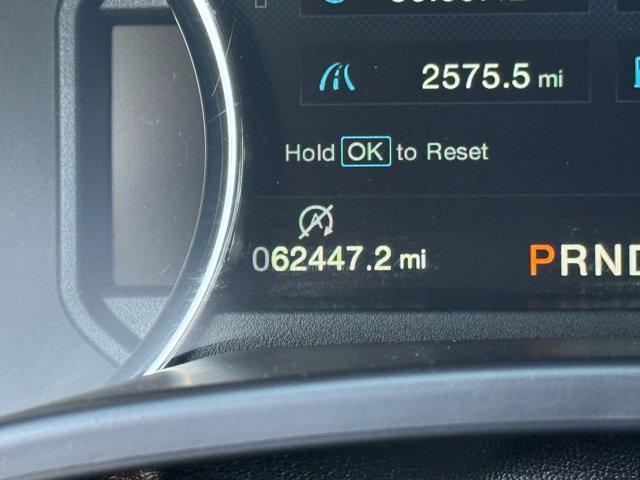 2575.5 mi
Hold OK to Reset
A
062447.2 mi
PRND